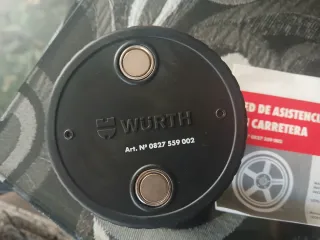 WÜRTH
Art. Nº 0827 559 002
ED DE ASISTENCI
CARRETERA